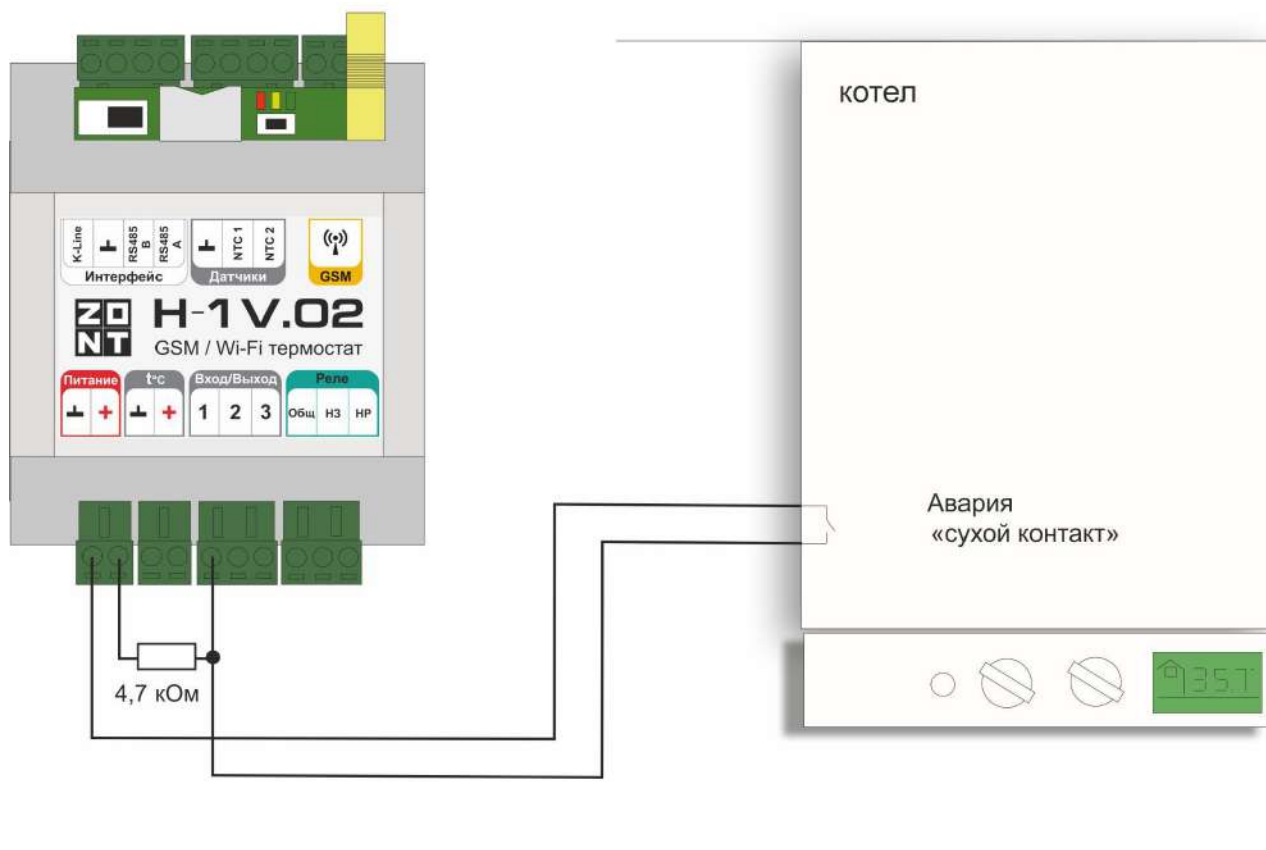 котел
K-Line
⊥
RS485 B
RS485 A
⊥
NTC 1
NTC 2
Интерфейс
Датчики
GSM
ZONT
H-1V.02
GSM / Wi-Fi термостат
Питание
t°C
Вход/Выход
Реле
⊥ + ⊥ + 1 2 3 Общ НЗ НР
Авария
«сухой контакт»
4,7 кОм
35.7°